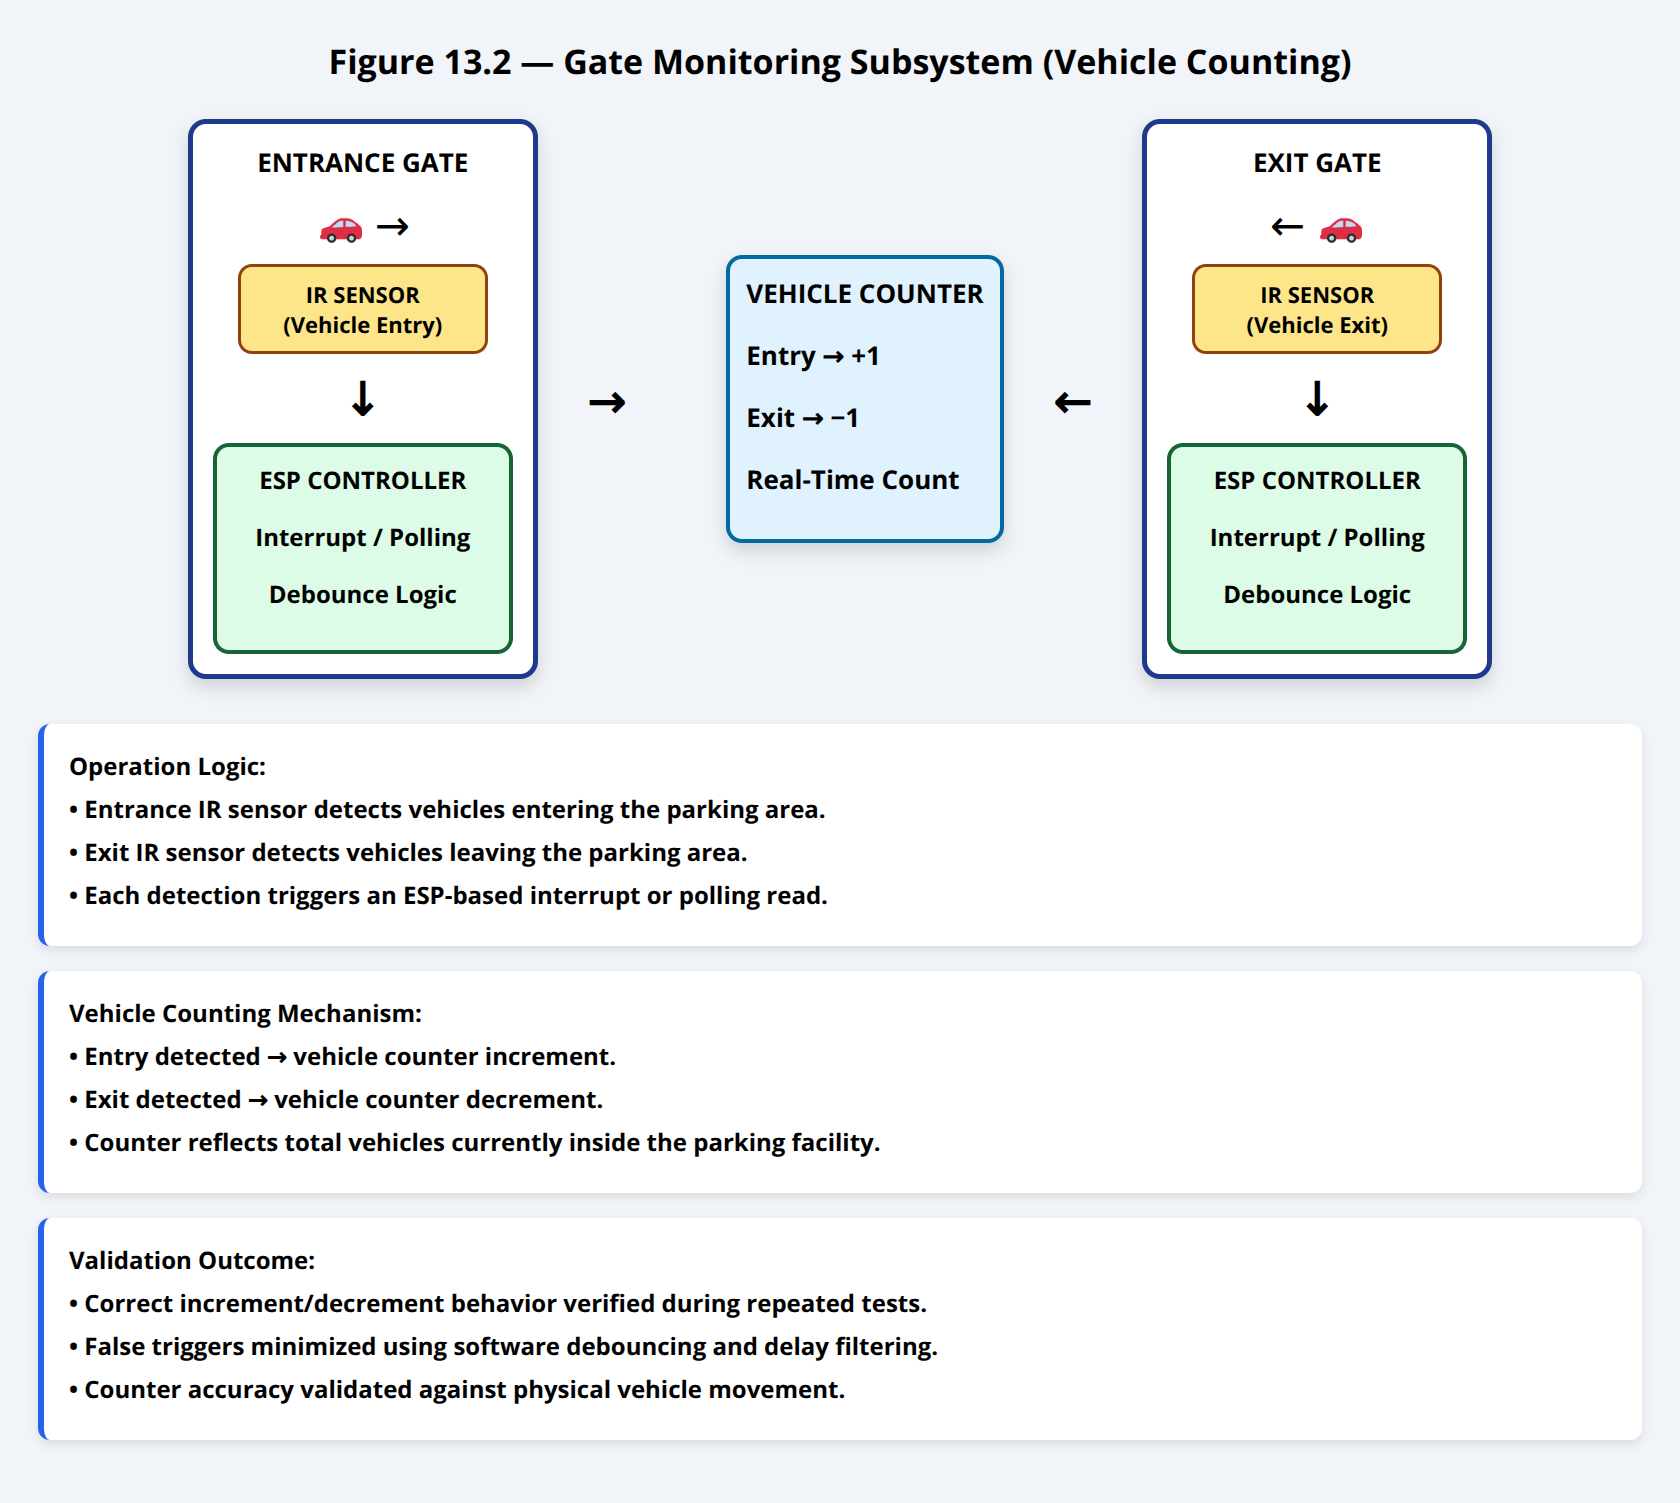 Figure 13.2 — Gate Monitoring Subsystem (Vehicle Counting)
ENTRANCE GATE
→
IR SENSOR
(Vehicle Entry)
↓
ESP CONTROLLER
Interrupt / Polling
Debounce Logic
→
VEHICLE COUNTER
Entry → +1
Exit → −1
Real-Time Count
←
EXIT GATE
←
IR SENSOR
(Vehicle Exit)
↓
ESP CONTROLLER
Interrupt / Polling
Debounce Logic
Operation Logic:
• Entrance IR sensor detects vehicles entering the parking area.
• Exit IR sensor detects vehicles leaving the parking area.
• Each detection triggers an ESP-based interrupt or polling read.
Vehicle Counting Mechanism:
• Entry detected → vehicle counter increment.
• Exit detected → vehicle counter decrement.
• Counter reflects total vehicles currently inside the parking facility.
Validation Outcome:
• Correct increment/decrement behavior verified during repeated tests.
• False triggers minimized using software debouncing and delay filtering.
• Counter accuracy validated against physical vehicle movement.